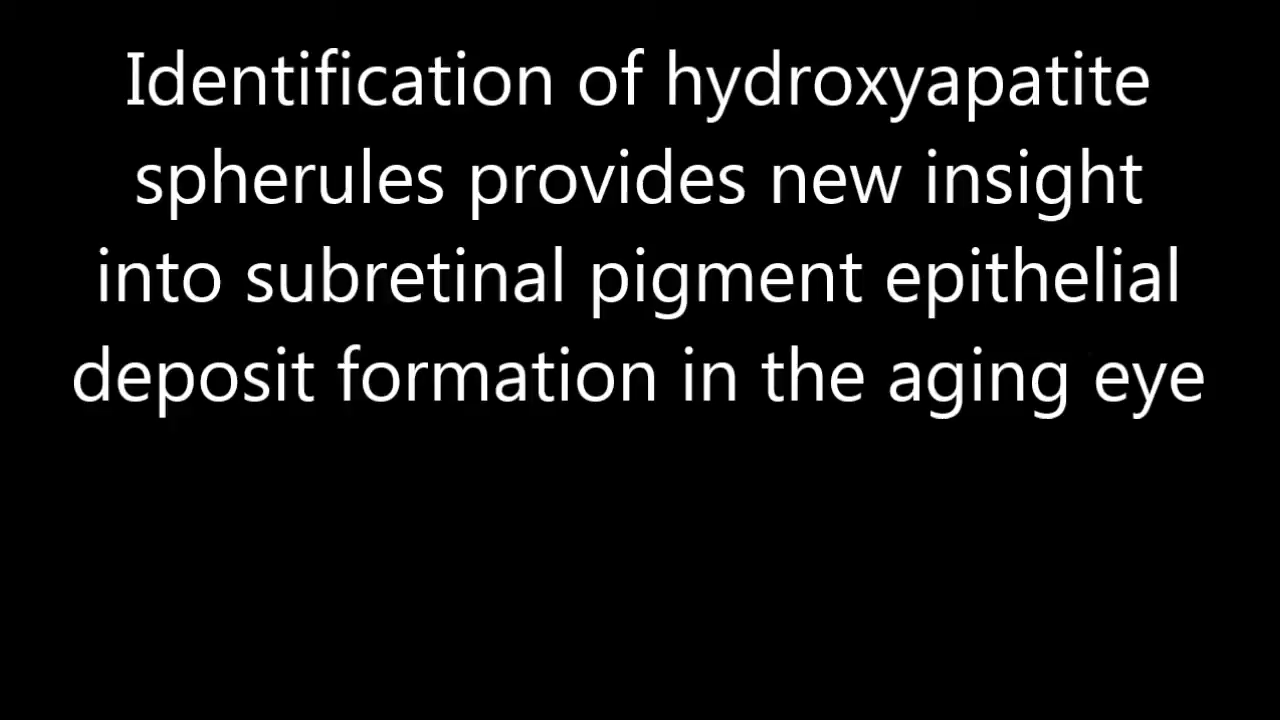 Identification of hydroxyapatite
spherules provides new insight
into subretinal pigment epithelial
deposit formation in the aging eye